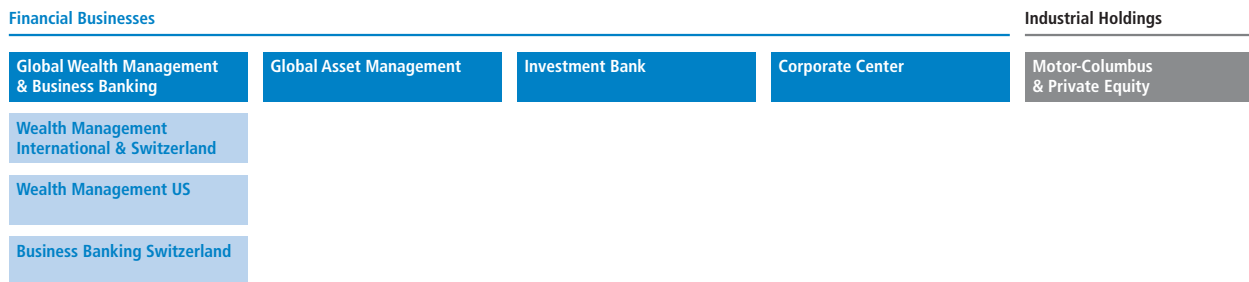 Financial Businesses
Industrial Holdings
Global Wealth Management
& Business Banking
Global Asset Management
Investment Bank
Corporate Center
Motor-Columbus
& Private Equity
Wealth Management
International & Switzerland
Wealth Management US
Business Banking Switzerland